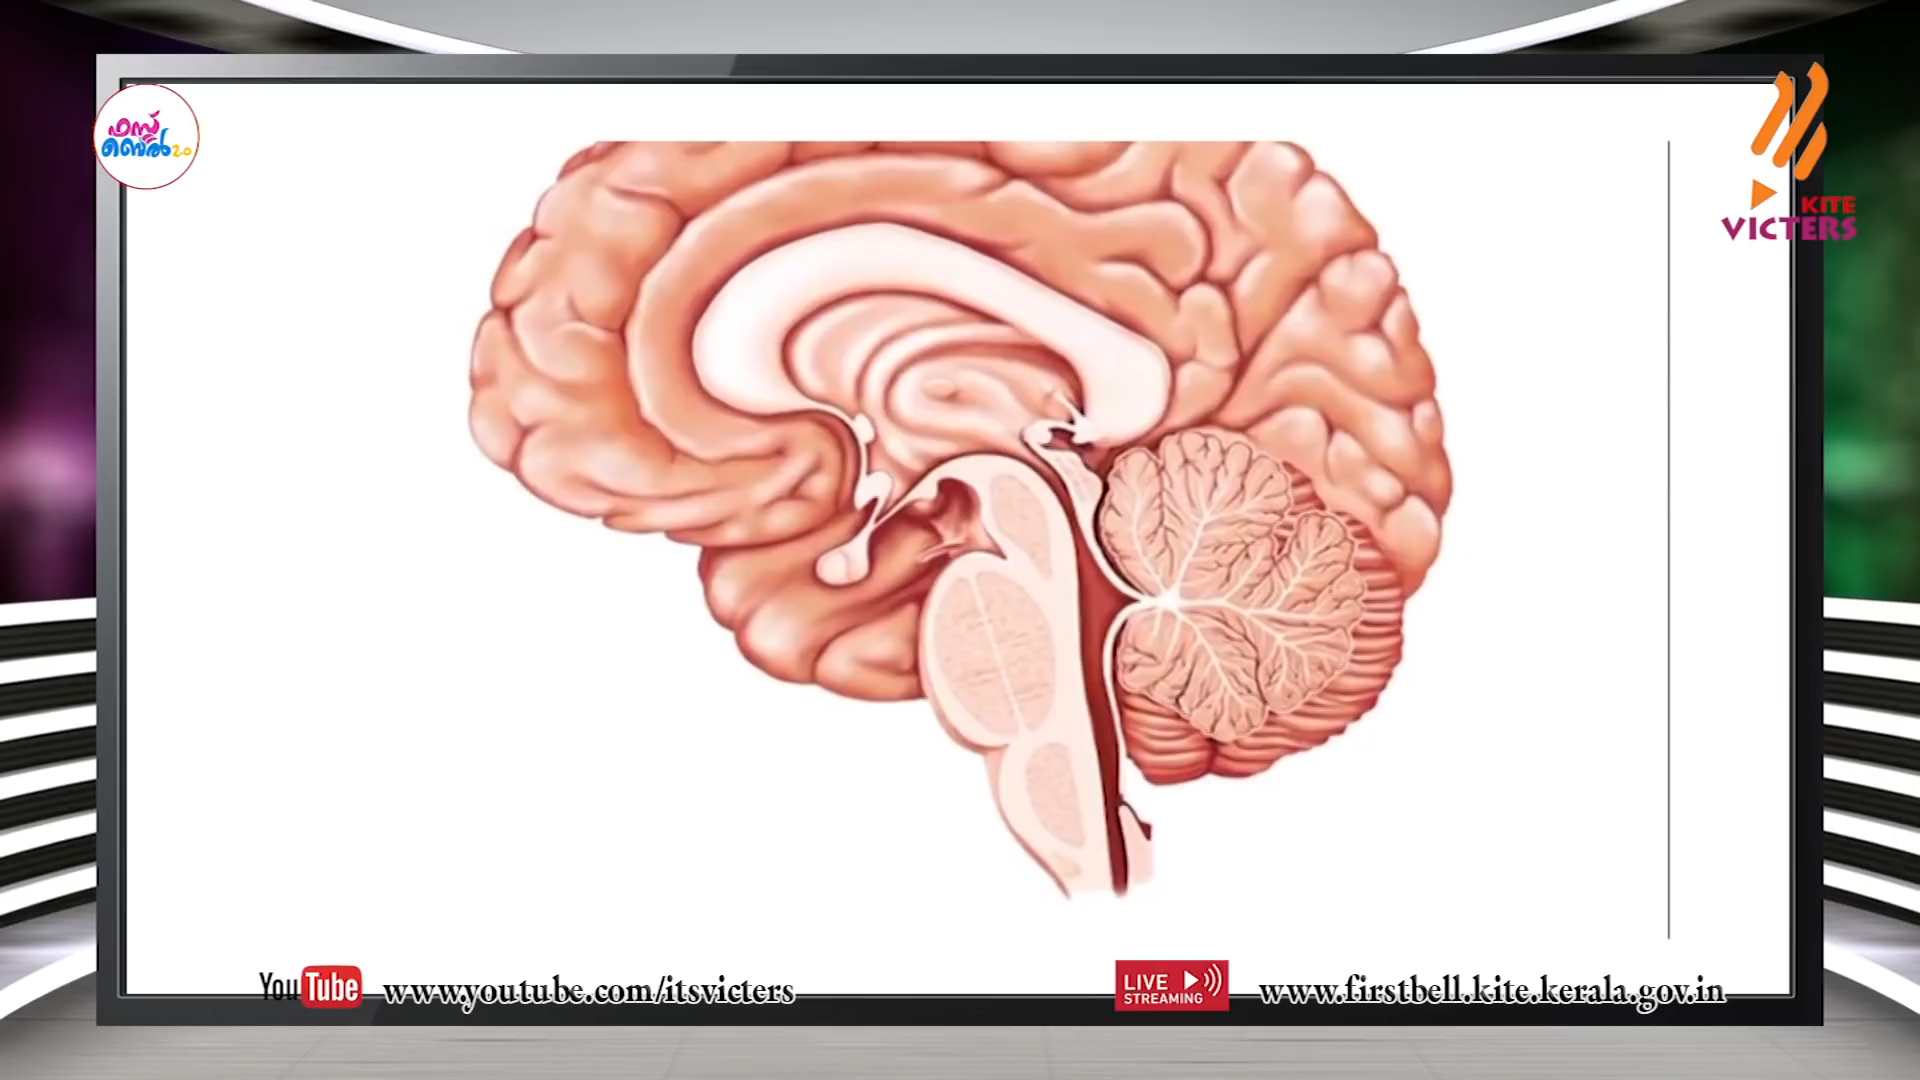 ഫസ്റ്റ്
ബെൽ 2.0
KITE
VICTERS
YouTube www.youtube.com/itsvicters
LIVE STREAMING www.firstbell.kite.kerala.gov.in